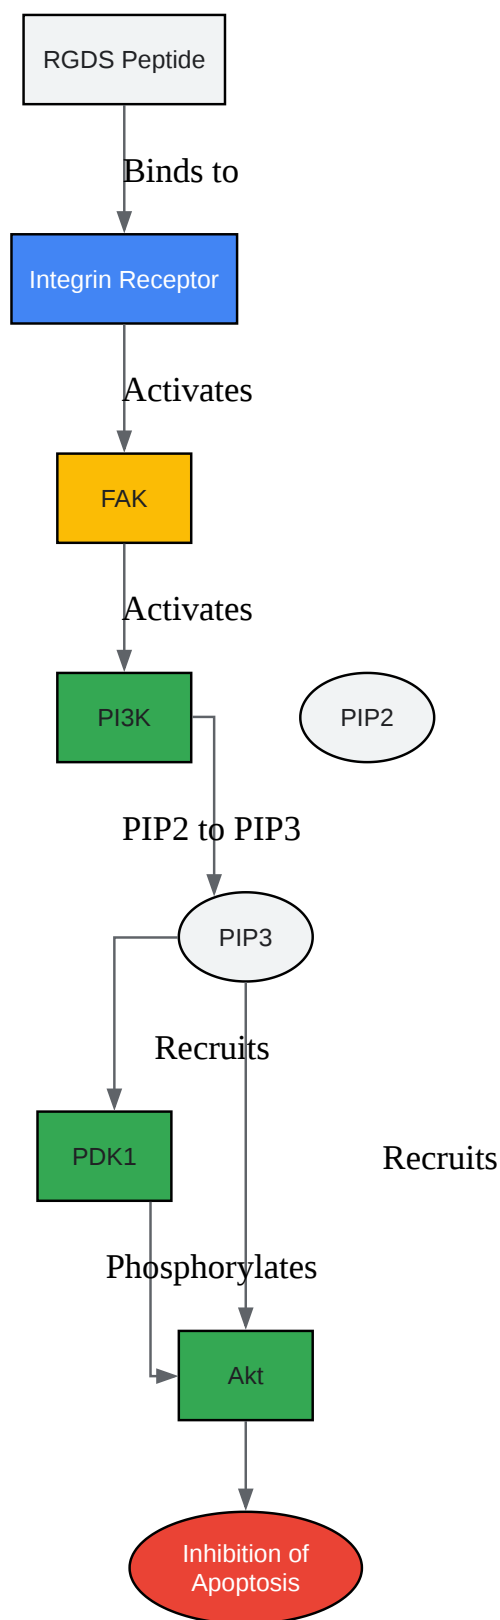 RGDS Peptide
Binds to
Integrin Receptor
Activates
FAK
Activates
PI3K
PIP2
PIP2 to PIP3
PIP3
Recruits
PDK1
Recruits
Phosphorylates
Akt
Inhibition of
Apoptosis